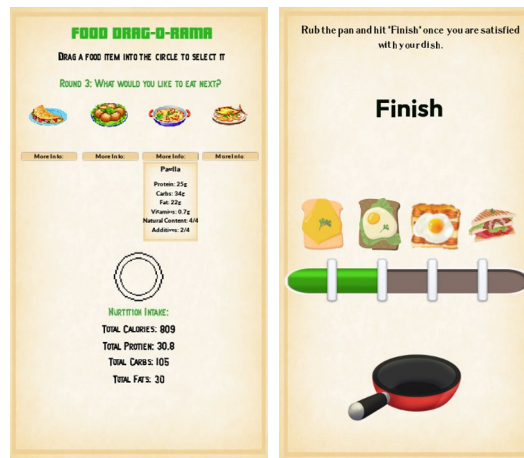 FOOD DRAG-O-RAMA
DRAG A FOOD ITEM INTO THE CIRCLE TO SELECT IT
ROUND 3: WHAT WOULD YOU LIKE TO EAT NEXT?
More Info: More Info: More Info: More Info:
Paella
Protein: 25g
Carbs: 34g
Fat: 22g
Vitamins: 0.7g
Natural Content: 4/4
Additives: 2/4
NURTITION INTAKE:
TOTAL CALORIES: 809
TOTAL PROTIEN: 30.8
TOTAL CARBS: 105
TOTAL FATS: 30
Rub the pan and hit "Finish" once you are satisfied
with your dish.
Finish